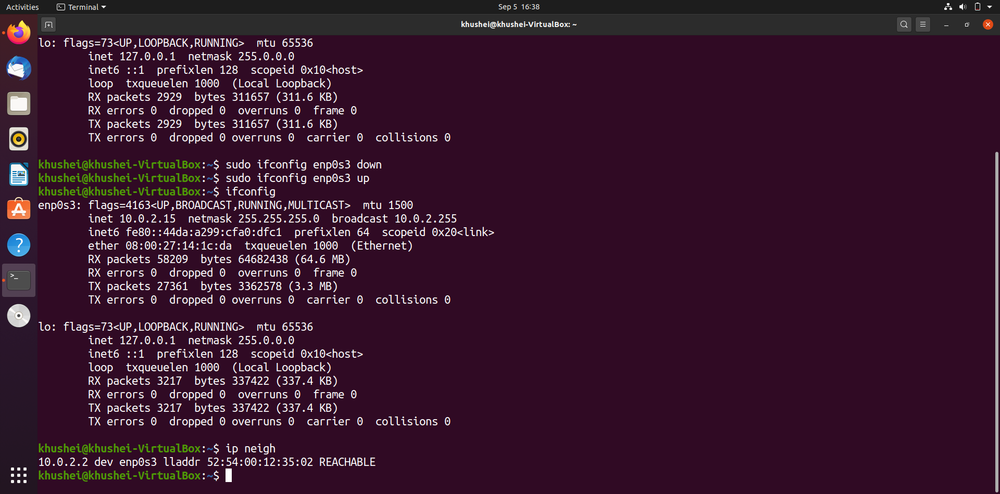 Activities
Terminal
Sep 5 16:38
khushei@khushei-VirtualBox: ~
lo: flags=73<UP,LOOPBACK,RUNNING>  mtu 65536
        inet 127.0.0.1  netmask 255.0.0.0
        inet6 ::1  prefixlen 128  scopeid 0x10<host>
        loop  txqueuelen 1000  (Local Loopback)
        RX packets 2929  bytes 311657 (311.6 KB)
        RX errors 0  dropped 0  overruns 0  frame 0
        TX packets 2929  bytes 311657 (311.6 KB)
        TX errors 0  dropped 0 overruns 0  carrier 0  collisions 0
khushei@khushei-VirtualBox:~$ sudo ifconfig enp0s3 down
khushei@khushei-VirtualBox:~$ sudo ifconfig enp0s3 up
khushei@khushei-VirtualBox:~$ ifconfig
enp0s3: flags=4163<UP,BROADCAST,RUNNING,MULTICAST>  mtu 1500
        inet 10.0.2.15  netmask 255.255.255.0  broadcast 10.0.2.255
        inet6 fe80::44da:a299:cfa0:dfc1  prefixlen 64  scopeid 0x20<link>
        ether 08:00:27:14:1c:da  txqueuelen 1000  (Ethernet)
        RX packets 58209  bytes 64682438 (64.6 MB)
        RX errors 0  dropped 0  overruns 0  frame 0
        TX packets 27361  bytes 3362578 (3.3 MB)
        TX errors 0  dropped 0 overruns 0  carrier 0  collisions 0
lo: flags=73<UP,LOOPBACK,RUNNING>  mtu 65536
        inet 127.0.0.1  netmask 255.0.0.0
        inet6 ::1  prefixlen 128  scopeid 0x10<host>
        loop  txqueuelen 1000  (Local Loopback)
        RX packets 3217  bytes 337422 (337.4 KB)
        RX errors 0  dropped 0  overruns 0  frame 0
        TX packets 3217  bytes 337422 (337.4 KB)
        TX errors 0  dropped 0 overruns 0  carrier 0  collisions 0
khushei@khushei-VirtualBox:~$ ip neigh
10.0.2.2 dev enp0s3 lladdr 52:54:00:12:35:02 REACHABLE
khushei@khushei-VirtualBox:~$